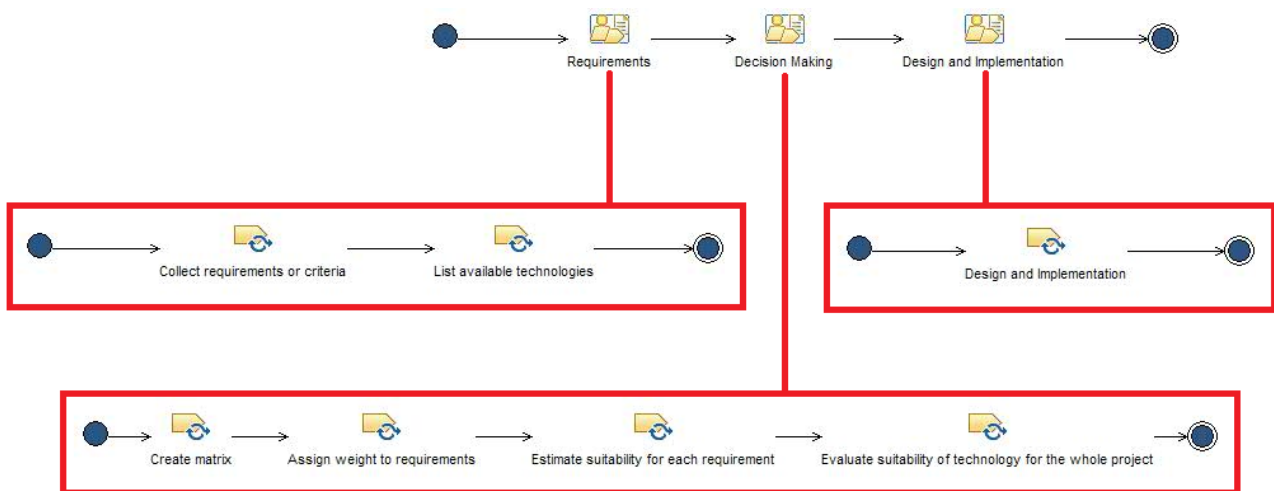 Requirements
Decision Making
Design and Implementation
Collect requirements or criteria
List available technologies
Design and Implementation
Create matrix
Assign weight to requirements
Estimate suitability for each requirement
Evaluate suitability of technology for the whole project